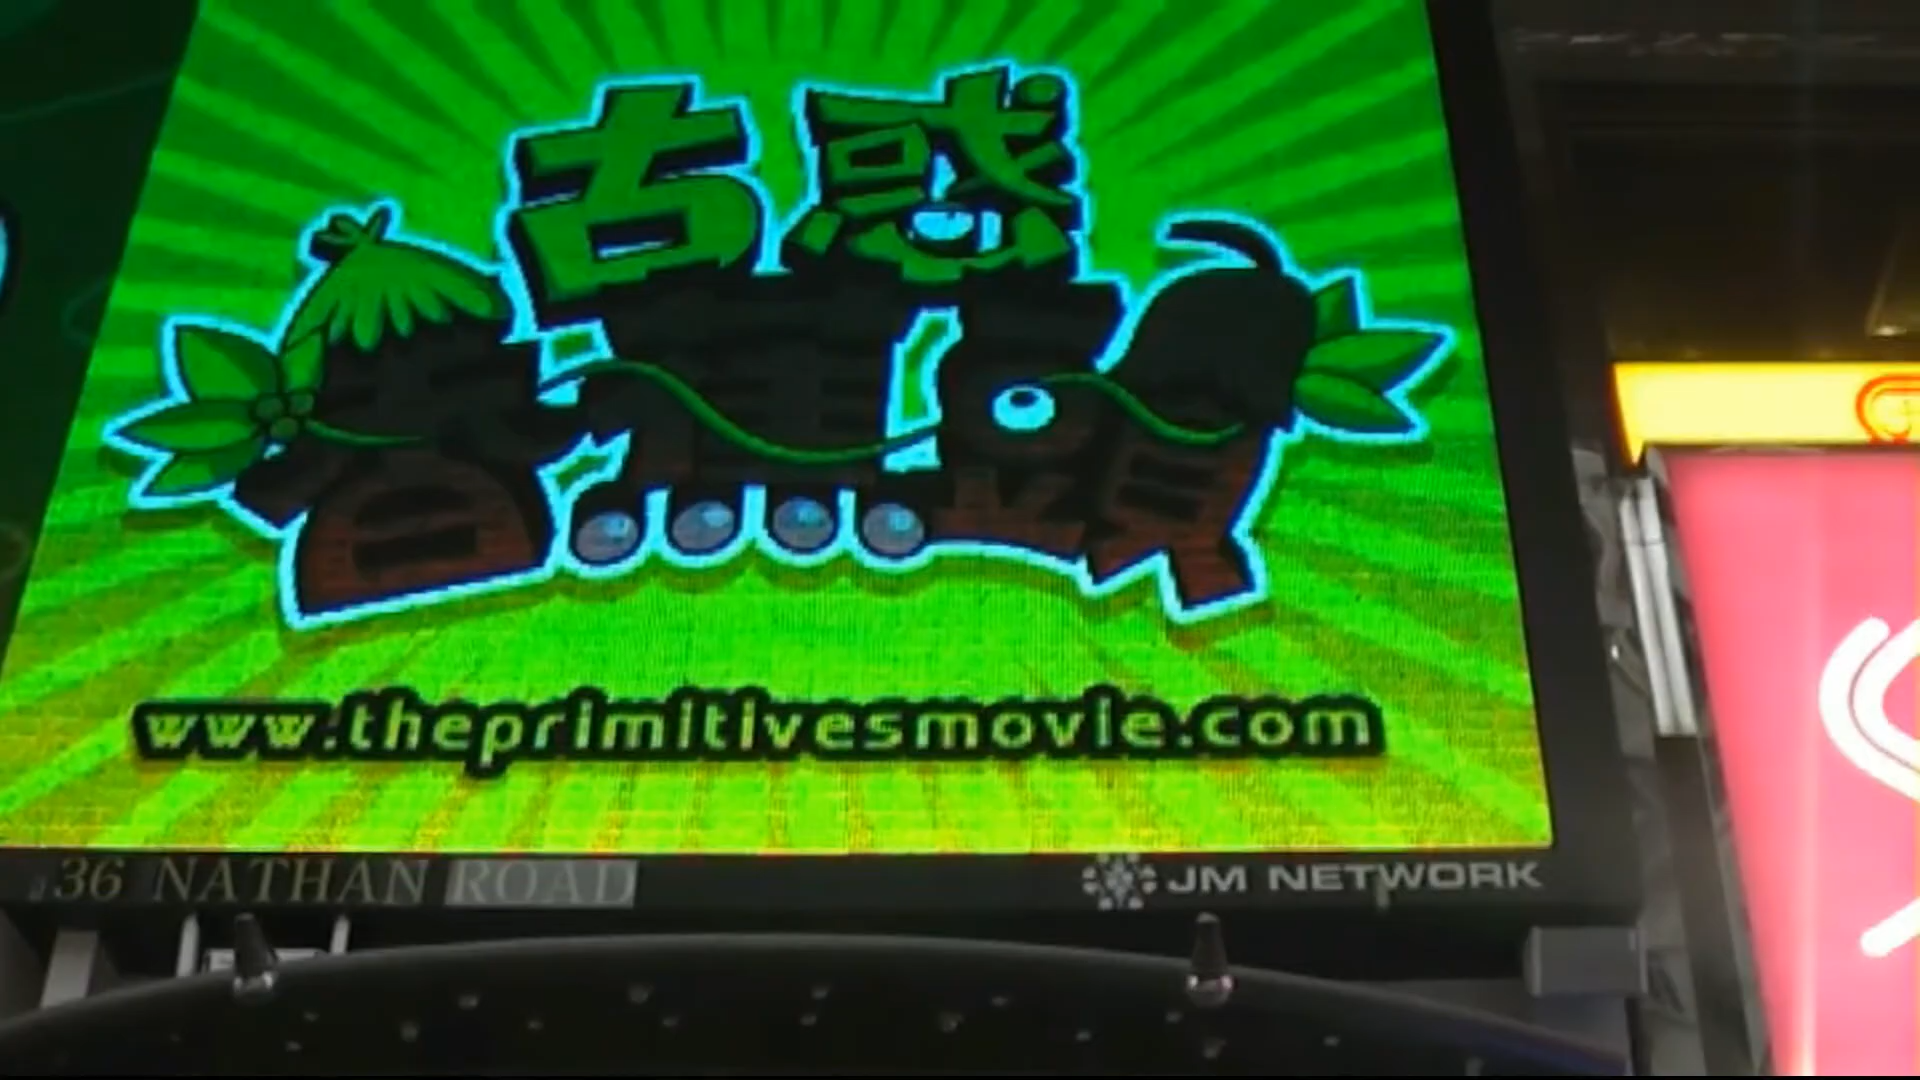 古惑
www.theprimitivesmovie.com
36 NATHAN ROAD
JM NETWORK